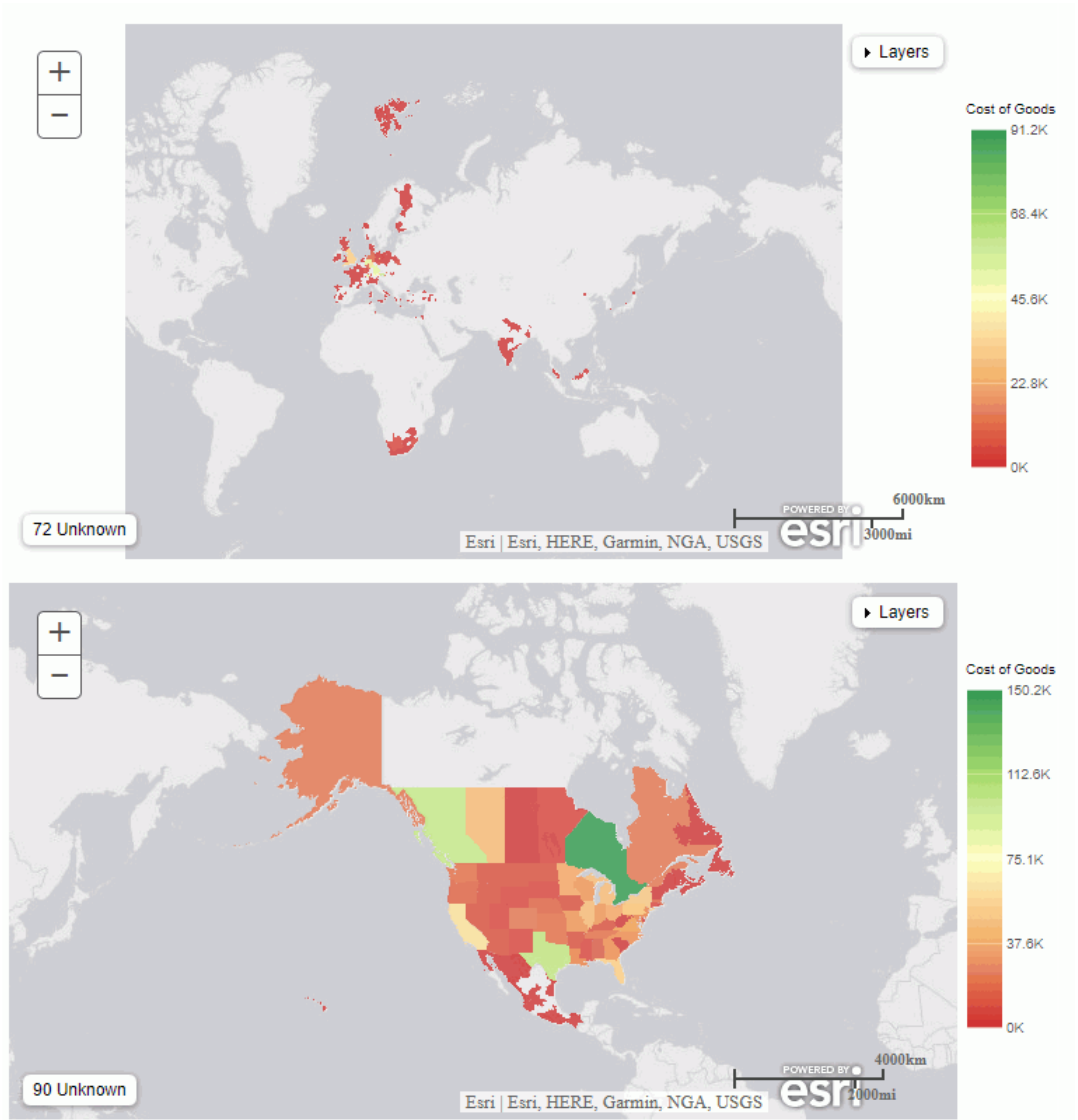 +
−
Layers
Cost of Goods
91.2K
68.4K
45.6K
22.8K
0K
6000km
3000mi
72 Unknown
POWERED BY
esri
Esri | Esri, HERE, Garmin, NGA, USGS
+
−
Layers
Cost of Goods
150.2K
112.6K
75.1K
37.6K
0K
4000km
2000mi
90 Unknown
POWERED BY
esri
Esri | Esri, HERE, Garmin, NGA, USGS